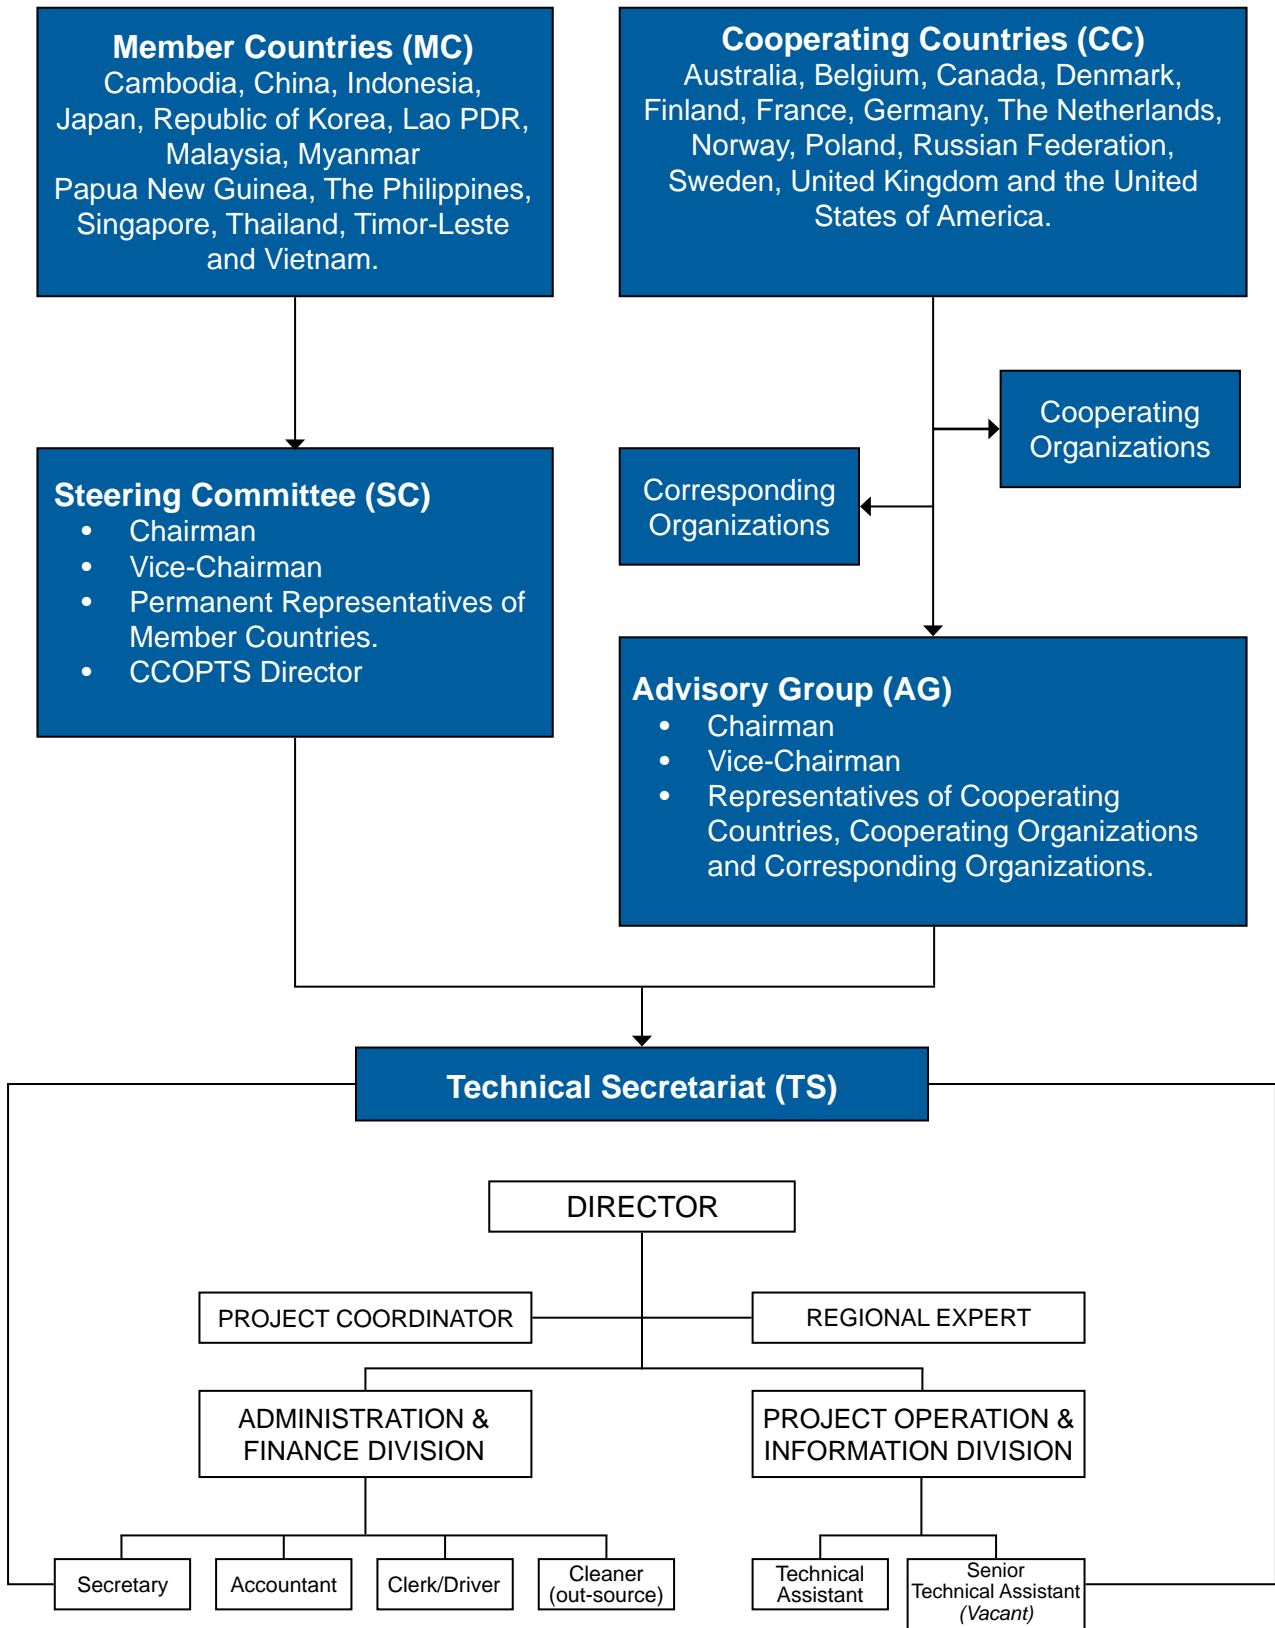 Member Countries (MC)
Cambodia, China, Indonesia,
Japan, Republic of Korea, Lao PDR,
Malaysia, Myanmar
Papua New Guinea, The Philippines,
Singapore, Thailand, Timor-Leste
and Vietnam.
Cooperating Countries (CC)
Australia, Belgium, Canada, Denmark,
Finland, France, Germany, The Netherlands,
Norway, Poland, Russian Federation,
Sweden, United Kingdom and the United
States of America.
Cooperating
Organizations
Corresponding
Organizations
Steering Committee (SC)
• Chairman
• Vice-Chairman
• Permanent Representatives of
Member Countries.
• CCOPTS Director
Advisory Group (AG)
• Chairman
• Vice-Chairman
• Representatives of Cooperating
Countries, Cooperating Organizations
and Corresponding Organizations.
Technical Secretariat (TS)
DIRECTOR
PROJECT COORDINATOR
REGIONAL EXPERT
ADMINISTRATION &
FINANCE DIVISION
PROJECT OPERATION &
INFORMATION DIVISION
Secretary
Accountant
Clerk/Driver
Cleaner
(out-source)
Technical
Assistant
Senior
Technical Assistant
(Vacant)